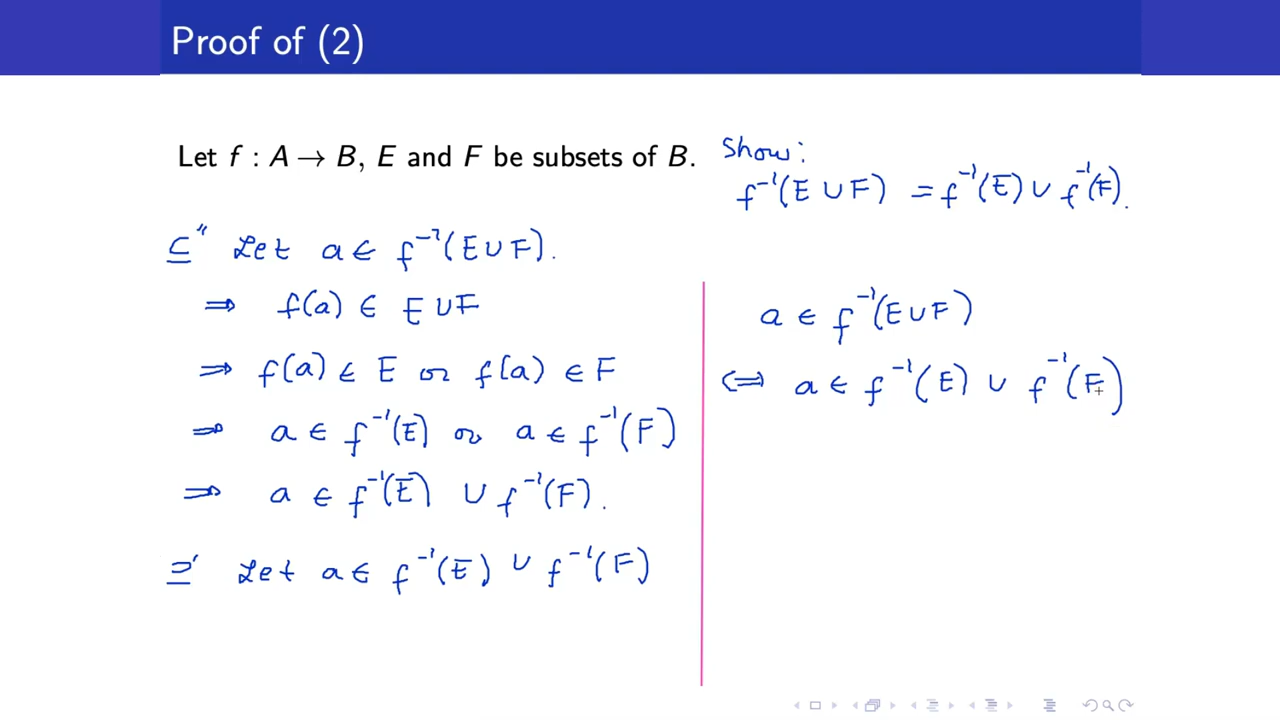 Proof of (2)
Let f : A → B, E and F be subsets of B.
Show:
f⁻¹(E ∪ F) = f⁻¹(E) ∪ f⁻¹(F).
⊆" Let a ∈ f⁻¹(E ∪ F).
⇒ f(a) ∈ E ∪ F
⇒ f(a) ∈ E or f(a) ∈ F
⇒ a ∈ f⁻¹(E) or a ∈ f⁻¹(F)
⇒ a ∈ f⁻¹(E) ∪ f⁻¹(F).
⊇' Let a ∈ f⁻¹(E) ∪ f⁻¹(F)
a ∈ f⁻¹(E ∪ F)
⇔ a ∈ f⁻¹(E) ∪ f⁻¹(F)